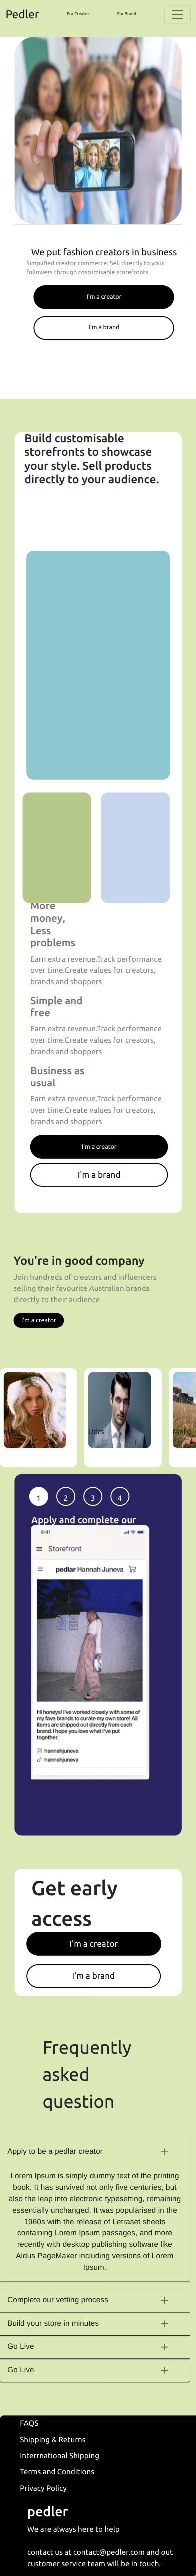 Pedler
For Creator
For Brand
We put fashion creators in business
Simplified creator commerce. Sell directly to your
followers through costumisable storefronts.
I'm a creator
I'm a brand
Build customisable
storefronts to showcase
your style. Sell products
directly to your audience.
More
money,
Less
problems
Earn extra revenue.Track performance
over time.Create values for creators,
brands and shoppers
Simple and
free
Earn extra revenue.Track performance
over time.Create values for creators,
brands and shoppers
Business as
usual
Earn extra revenue.Track performance
over time.Create values for creators,
brands and shoppers
I'm a creator
I'm a brand
You're in good company
Join hundreds of creators and influencers
selling their favourite Australian brands
directly to their audience
I'm a creator
1
2
3
4
Apply and complete our
9:41
Storefront
pedlar Hannah Juneva
Hi honeys! I've worked closely with some of
my fave brands to curate my own store! All
items are shipped out directly from each
brand. I hope you love what I've put
together.
hannahjuneva
hannahjuneva
Get early
access
I'm a creator
I'm a brand
Frequently
asked
question
Apply to be a pedlar creator
Lorem Ipsum is simply dummy text of the printing
book. It has survived not only five centuries, but
also the leap into electronic typesetting, remaining
essentially unchanged. It was popularised in the
1960s with the release of Letraset sheets
containing Lorem Ipsum passages, and more
recently with desktop publishing software like
Aldus PageMaker including versions of Lorem
Ipsum.
Complete our vetting process
Build your store in minutes
Go Live
Go Live
FAQS
Shipping & Returns
Interrnational Shipping
Terms and Conditions
Privacy Policy
pedlar
We are always here to help
contact us at contact@pedlar.com and out
customer service team will be in touch.